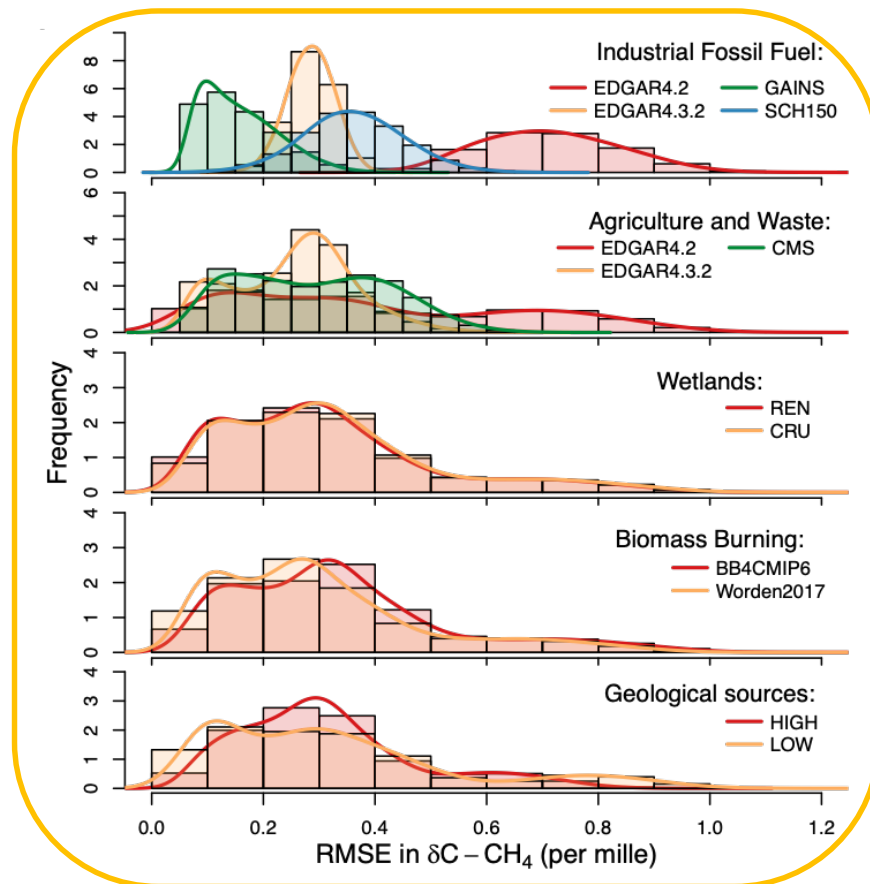 Industrial Fossil Fuel:
EDGAR4.2 GAINS
EDGAR4.3.2 SCH150
0 2 4 6 8
Agriculture and Waste:
EDGAR4.2 CMS
EDGAR4.3.2
0 2 4 6
Frequency
Wetlands:
REN
CRU
0 1 2 3 4
Biomass Burning:
BB4CMIP6
Worden2017
0 1 2 3 4
Geological sources:
HIGH
LOW
0 1 2 3 4
0.0 0.2 0.4 0.6 0.8 1.0 1.2
RMSE in δC – CH₄ (per mille)